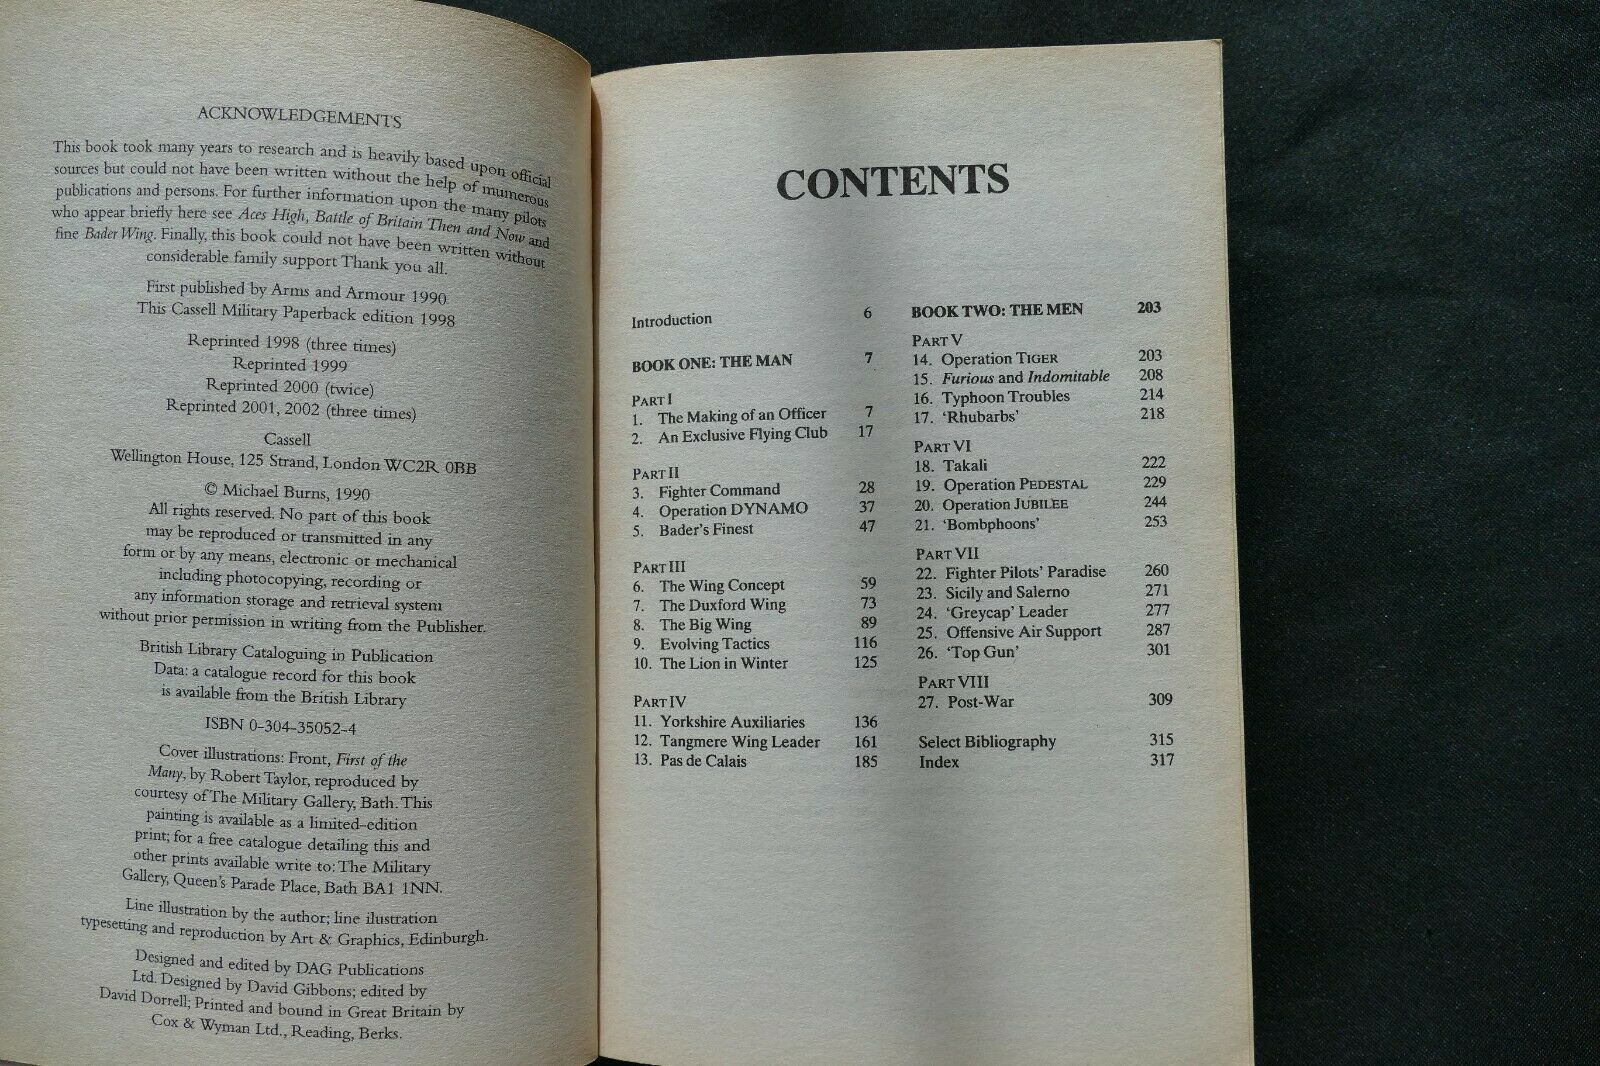 ACKNOWLEDGEMENTS
This book took many years to research and is heavily based upon official
sources but could not have been written without the help of mumerous
publications and persons. For further information upon the many pilots
who appear briefly here see Aces High, Battle of Britain Then and Now and
fine Bader Wing. Finally, this book could not have been written without
considerable family support Thank you all.
First published by Arms and Armour 1990
This Cassell Military Paperback edition 1998
Reprinted 1998 (three times)
Reprinted 1999
Reprinted 2000 (twice)
Reprinted 2001, 2002 (three times)
Cassell
Wellington House, 125 Strand, London WC2R 0BB
© Michael Burns, 1990
All rights reserved. No part of this book
may be reproduced or transmitted in any
form or by any means, electronic or mechanical
including photocopying, recording or
any information storage and retrieval system
without prior permission in writing from the Publisher.
British Library Cataloguing in Publication
Data: a catalogue record for this book
is available from the British Library
ISBN 0-304-35052-4
Cover illustrations: Front, First of the
Many, by Robert Taylor, reproduced by
courtesy of The Military Gallery, Bath. This
painting is available as a limited-edition
print; for a free catalogue detailing this and
other prints available write to: The Military
Gallery, Queen's Parade Place, Bath BA1 1NN.
Line illustration by the author; line ilustration
typesetting and reproduction by Art & Graphics, Edinburgh.
Designed and edited by DAG Publications
Ltd. Designed by David Gibbons; edited by
David Dorrell; Printed and bound in Great Britain by
Cox & Wyman Ltd., Reading, Berks.
CONTENTS
Introduction 6
BOOK ONE: THE MAN 7
PART I
1. The Making of an Officer 7
2. An Exclusive Flying Club 17
PART II
3. Fighter Command 28
4. Operation DYNAMO 37
5. Bader's Finest 47
PART III
6. The Wing Concept 59
7. The Duxford Wing 73
8. The Big Wing 89
9. Evolving Tactics 116
10. The Lion in Winter 125
PART IV
11. Yorkshire Auxiliaries 136
12. Tangmere Wing Leader 161
13. Pas de Calais 185
BOOK TWO: THE MEN 203
PART V
14. Operation TIGER 203
15. Furious and Indomitable 208
16. Typhoon Troubles 214
17. 'Rhubarbs' 218
PART VI
18. Takali 222
19. Operation PEDESTAL 229
20. Operation JUBILEE 244
21. 'Bombphoons' 253
PART VII
22. Fighter Pilots' Paradise 260
23. Sicily and Salerno 271
24. 'Greycap' Leader 277
25. Offensive Air Support 287
26. 'Top Gun' 301
PART VIII
27. Post-War 309
Select Bibliography 315
Index 317